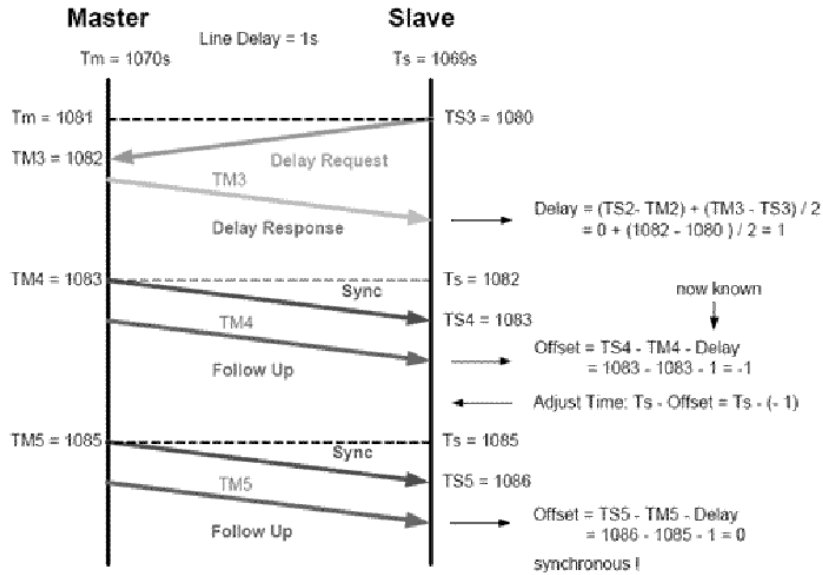 Master
Slave
Line Delay = 1s
Tm = 1070s
Ts = 1069s
Tm = 1081
TS3 = 1080
TM3 = 1082
Delay Request
TM3
Delay Response
Delay = (TS2- TM2) + (TM3 - TS3) / 2
= 0 + (1082 - 1080 ) / 2 = 1
TM4 = 1083
Ts = 1082
Sync
now known
TS4 = 1083
TM4
Follow Up
Offset = TS4 - TM4 - Delay
= 1083 - 1083 - 1 = -1
Adjust Time: Ts - Offset = Ts - (- 1)
TM5 = 1085
Ts = 1085
Sync
TS5 = 1086
TM5
Follow Up
Offset = TS5 - TM5 - Delay
= 1086 - 1085 - 1 = 0
synchronous !